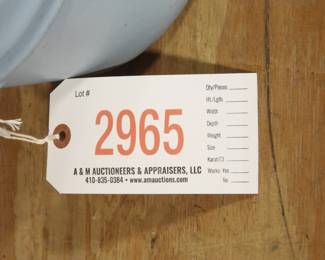 Lot #
2965
A & M AUCTIONEERS & APPRAISERS, LLC
410-835-0384 • www.amauctions.com
Qty/Pieces
Ht./Lgth.
Width
Depth
Weight
Size
Karat
Works: Yes
No